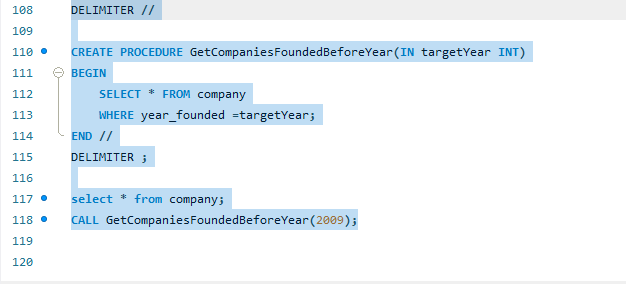 108 DELIMITER //
109
110 CREATE PROCEDURE GetCompaniesFoundedBeforeYear(IN targetYear INT)
111 BEGIN
112 SELECT * FROM company
113 WHERE year_founded =targetYear;
114 END //
115 DELIMITER ;
116
117 select * from company;
118 CALL GetCompaniesFoundedBeforeYear(2009);
119
120